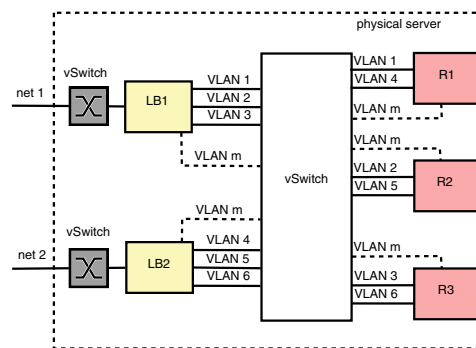 physical server
net 1
vSwitch
LB1
VLAN 1
VLAN 2
VLAN 3
VLAN m
vSwitch
VLAN 1
VLAN 4
VLAN m
R1
VLAN m
VLAN 2
VLAN 5
R2
net 2
vSwitch
LB2
VLAN m
VLAN 4
VLAN 5
VLAN 6
VLAN m
VLAN 3
VLAN 6
R3